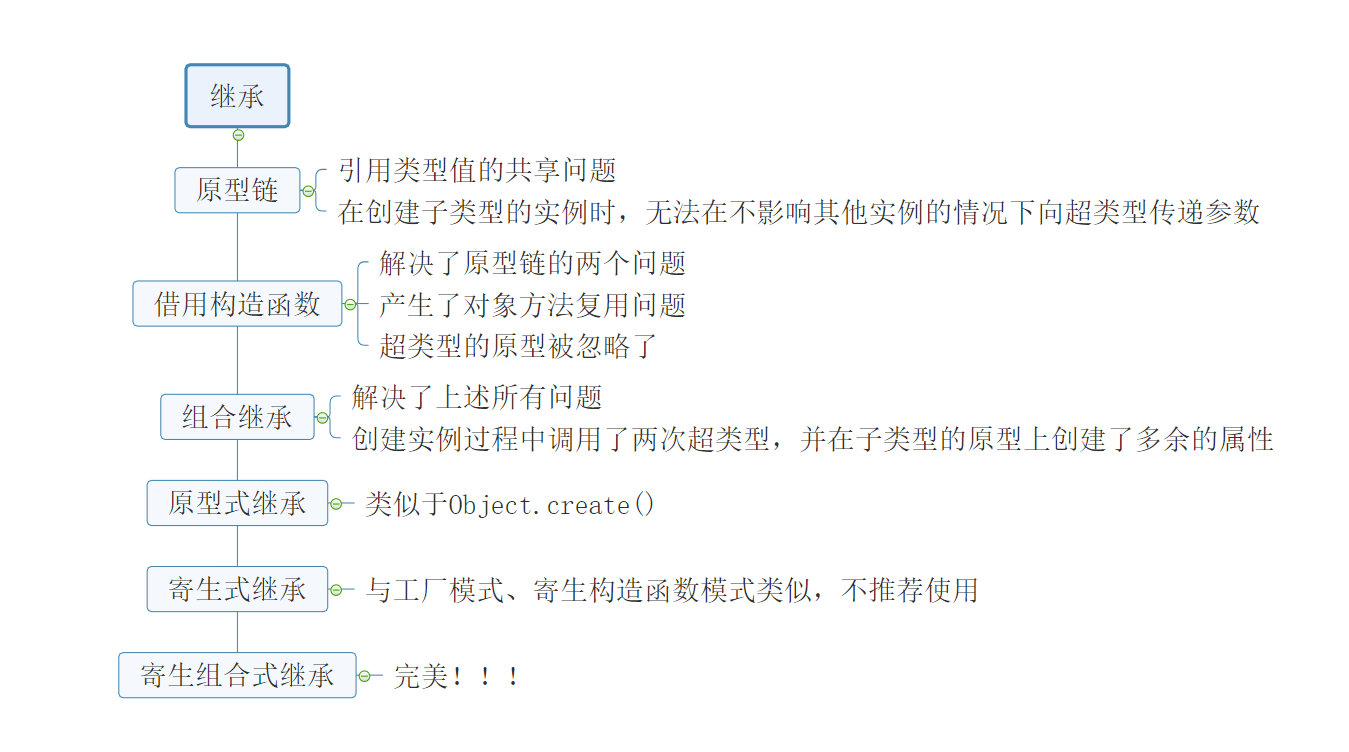 继承
原型链
引用类型值的共享问题
在创建子类型的实例时，无法在不影响其他实例的情况下向超类型传递参数
借用构造函数
解决了原型链的两个问题
产生了对象方法复用问题
超类型的原型被忽略了
组合继承
解决了上述所有问题
创建实例过程中调用了两次超类型，并在子类型的原型上创建了多余的属性
原型式继承
类似于Object.create()
寄生式继承
与工厂模式、寄生构造函数模式类似，不推荐使用
寄生组合式继承
完美！！！